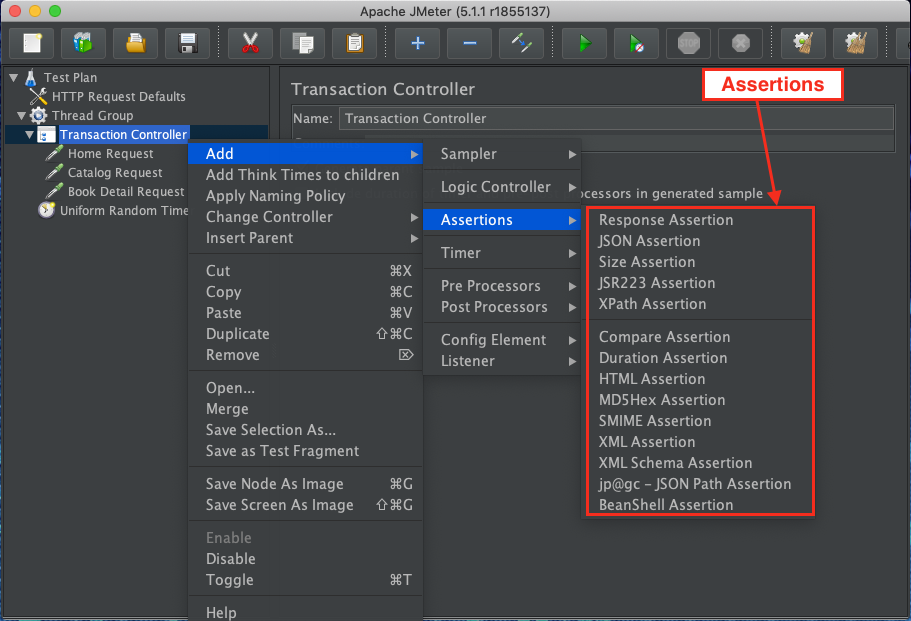 Apache JMeter (5.1.1 r1855137)
STOP
Test Plan
HTTP Request Defaults
Thread Group
Transaction Controller
Home Request
Catalog Request
Book Detail Request
Uniform Random Time
Transaction Controller
Name: Transaction Controller
ocessors in generated sample
Assertions
Add
Add Think Times to children
Apply Naming Policy
Change Controller
Insert Parent
Cut ⌘X
Copy ⌘C
Paste ⌘V
Duplicate ⇧⌘C
Remove ⌦
Open...
Merge
Save Selection As...
Save as Test Fragment
Save Node As Image ⌘G
Save Screen As Image ⇧⌘G
Enable
Disable
Toggle ⌘T
Help
Sampler
Logic Controller
Assertions
Timer
Pre Processors
Post Processors
Config Element
Listener
Response Assertion
JSON Assertion
Size Assertion
JSR223 Assertion
XPath Assertion
Compare Assertion
Duration Assertion
HTML Assertion
MD5Hex Assertion
SMIME Assertion
XML Assertion
XML Schema Assertion
jp@gc - JSON Path Assertion
BeanShell Assertion